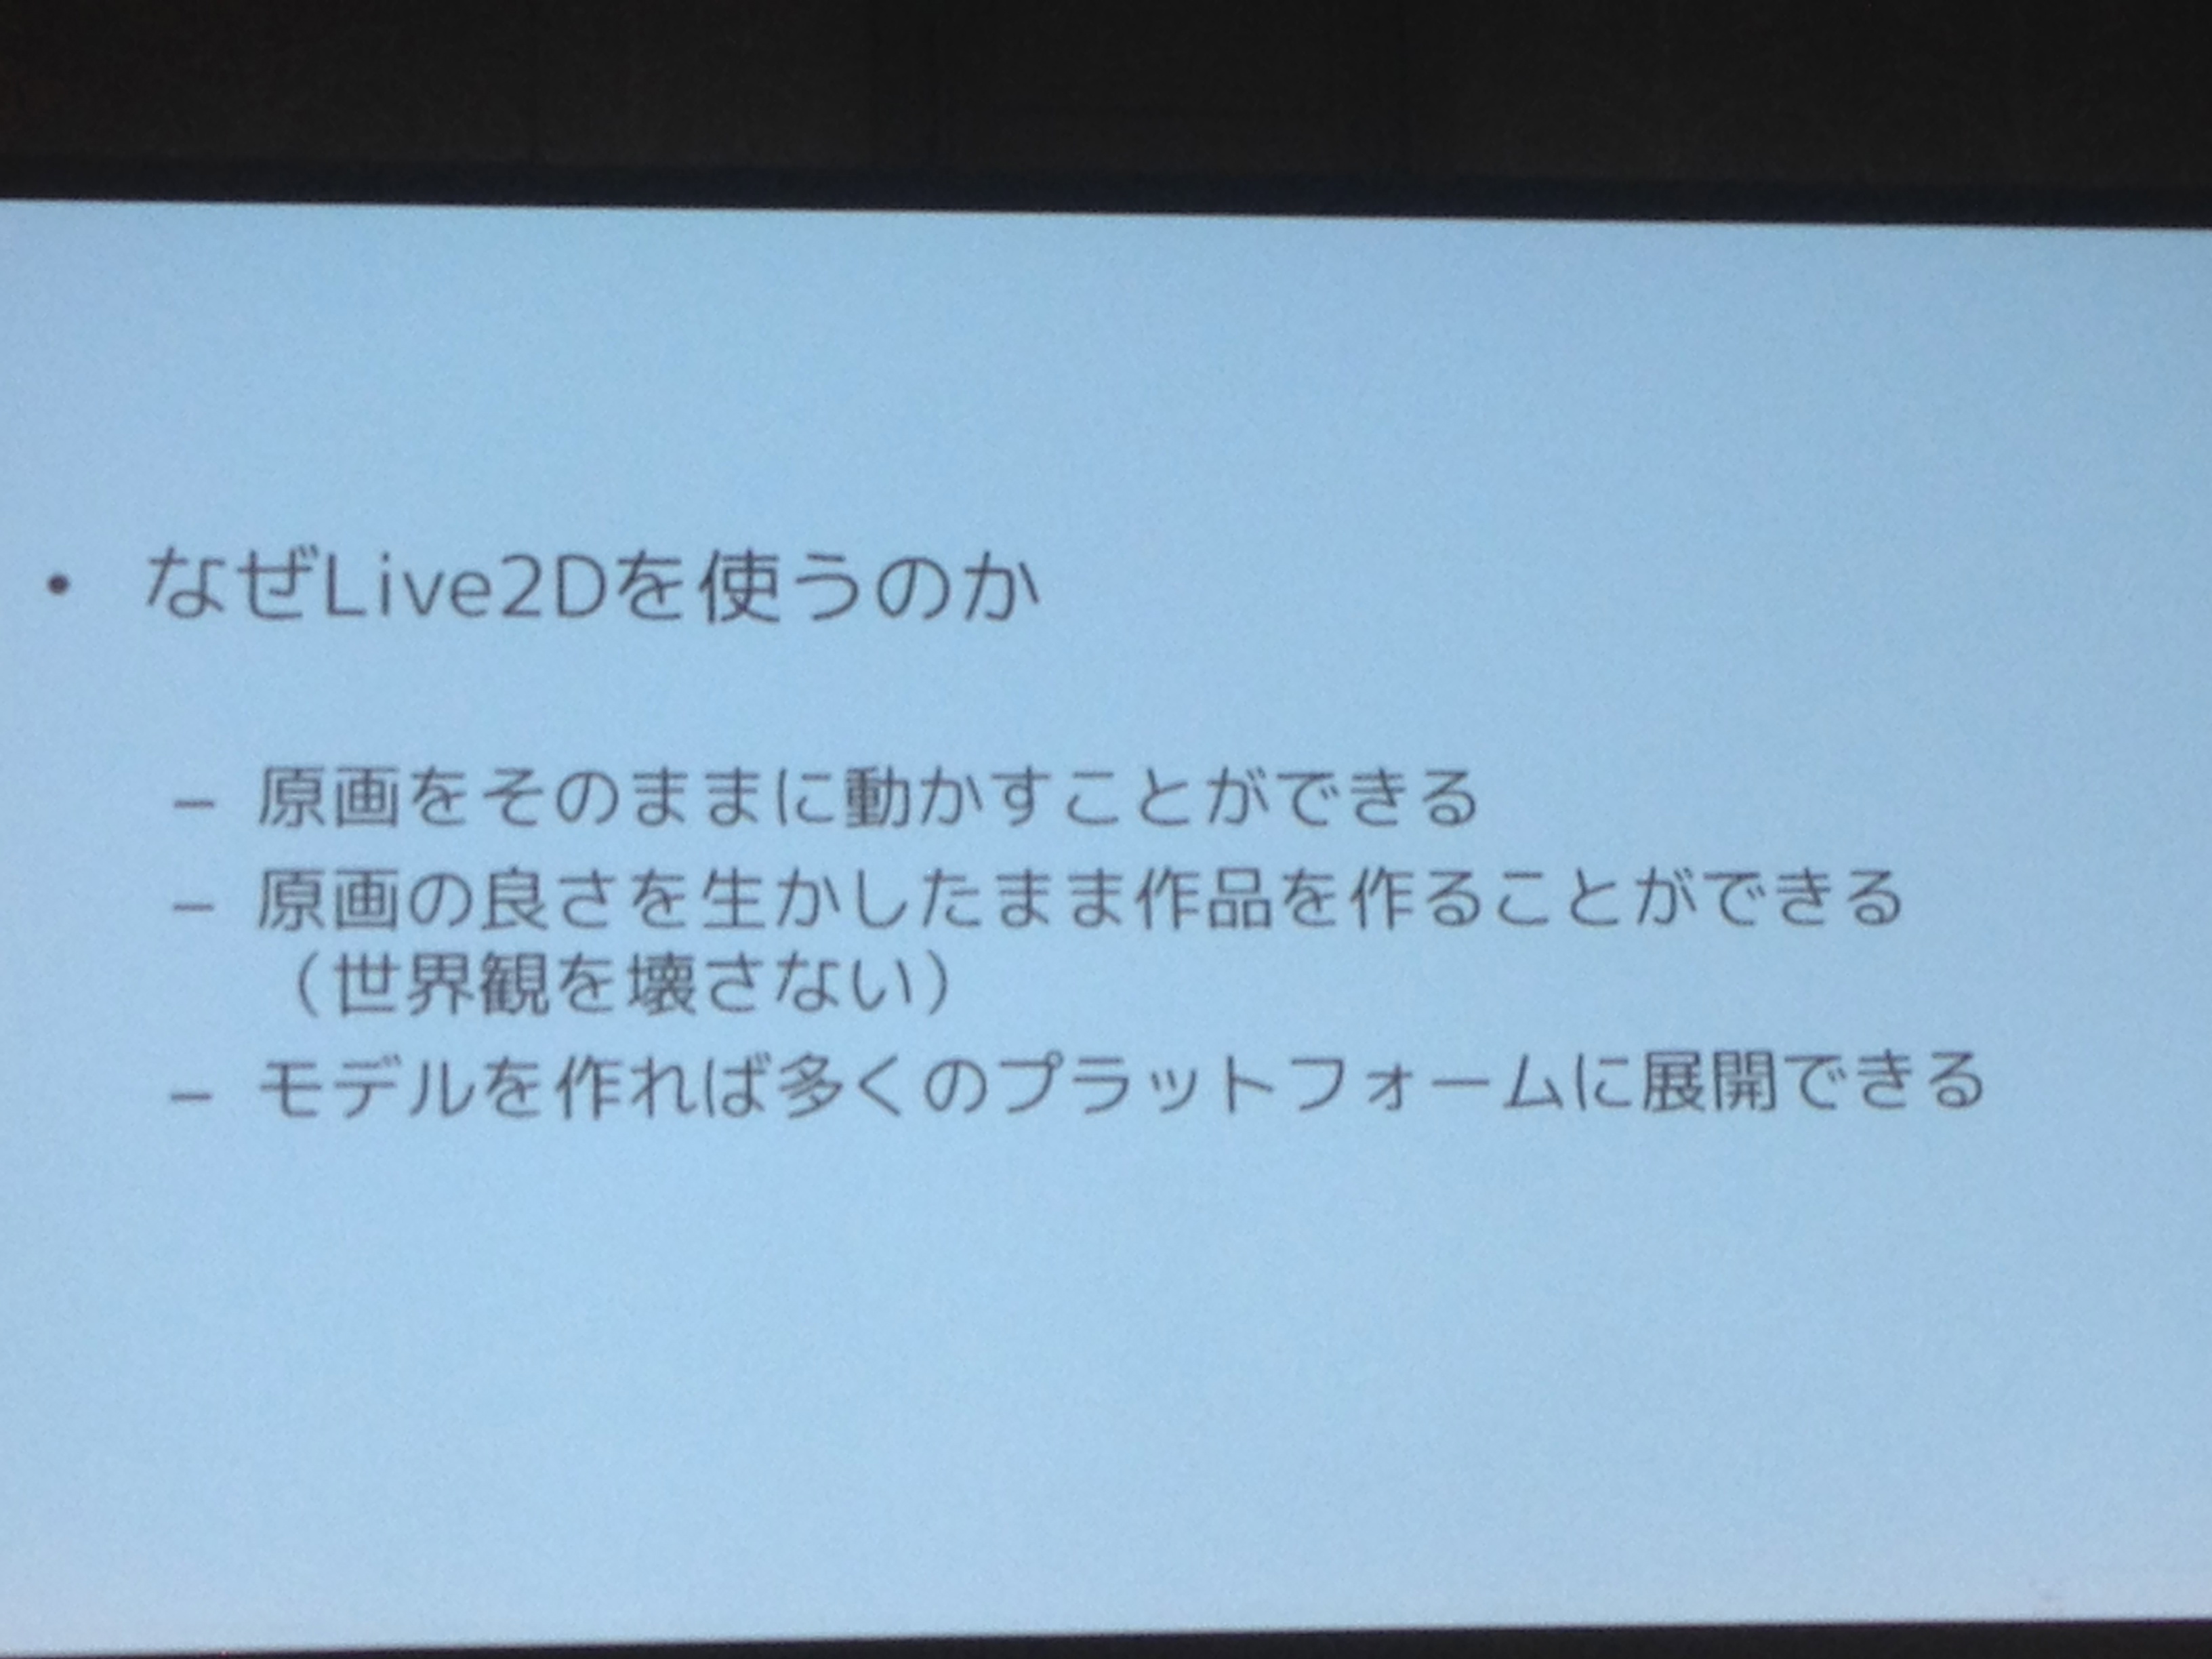 • なぜLive2Dを使うのか
– 原画をそのままに動かすことができる
– 原画の良さを生かしたまま作品を作ることができる
（世界観を壊さない）
– モデルを作れば多くのプラットフォームに展開できる